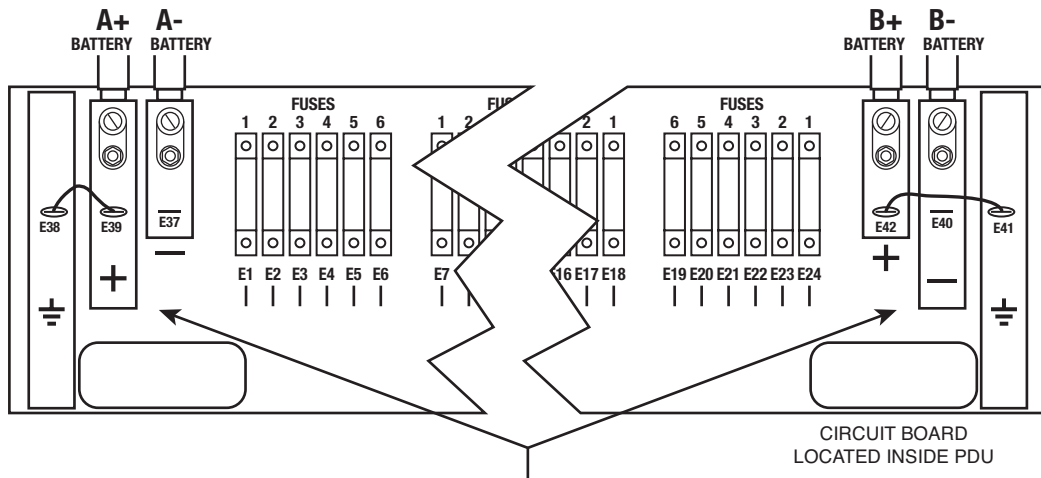 A+ A- B+ B-
BATTERY BATTERY BATTERY BATTERY
FUSES FUSES
1 2 3 4 5 6 1 2 2 1 6 5 4 3 2 1
E38 E39 E37 E42 E40 E41
+ − + −
E1 E2 E3 E4 E5 E6 E7 E17 E18 E19 E20 E21 E22 E23 E24
CIRCUIT BOARD
LOCATED INSIDE PDU